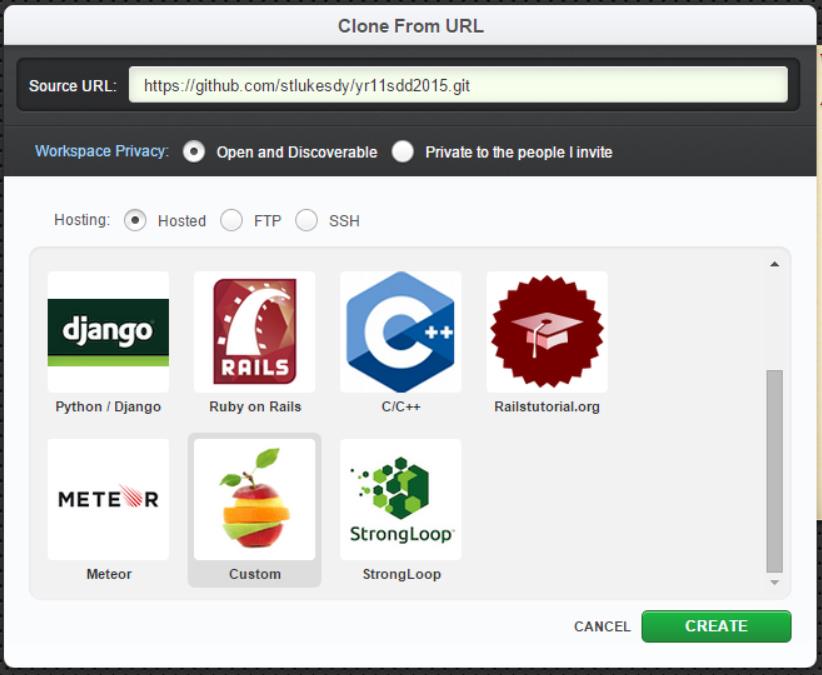 Clone From URL
Source URL: https://github.com/stlukesdy/yr11sdd2015.git
Workspace Privacy: Open and Discoverable Private to the people I invite
Hosting: Hosted FTP SSH
django RAILS C++
Python / Django Ruby on Rails C/C++ Railstutorial.org
METEOR StrongLoop
Meteor Custom StrongLoop
CANCEL CREATE